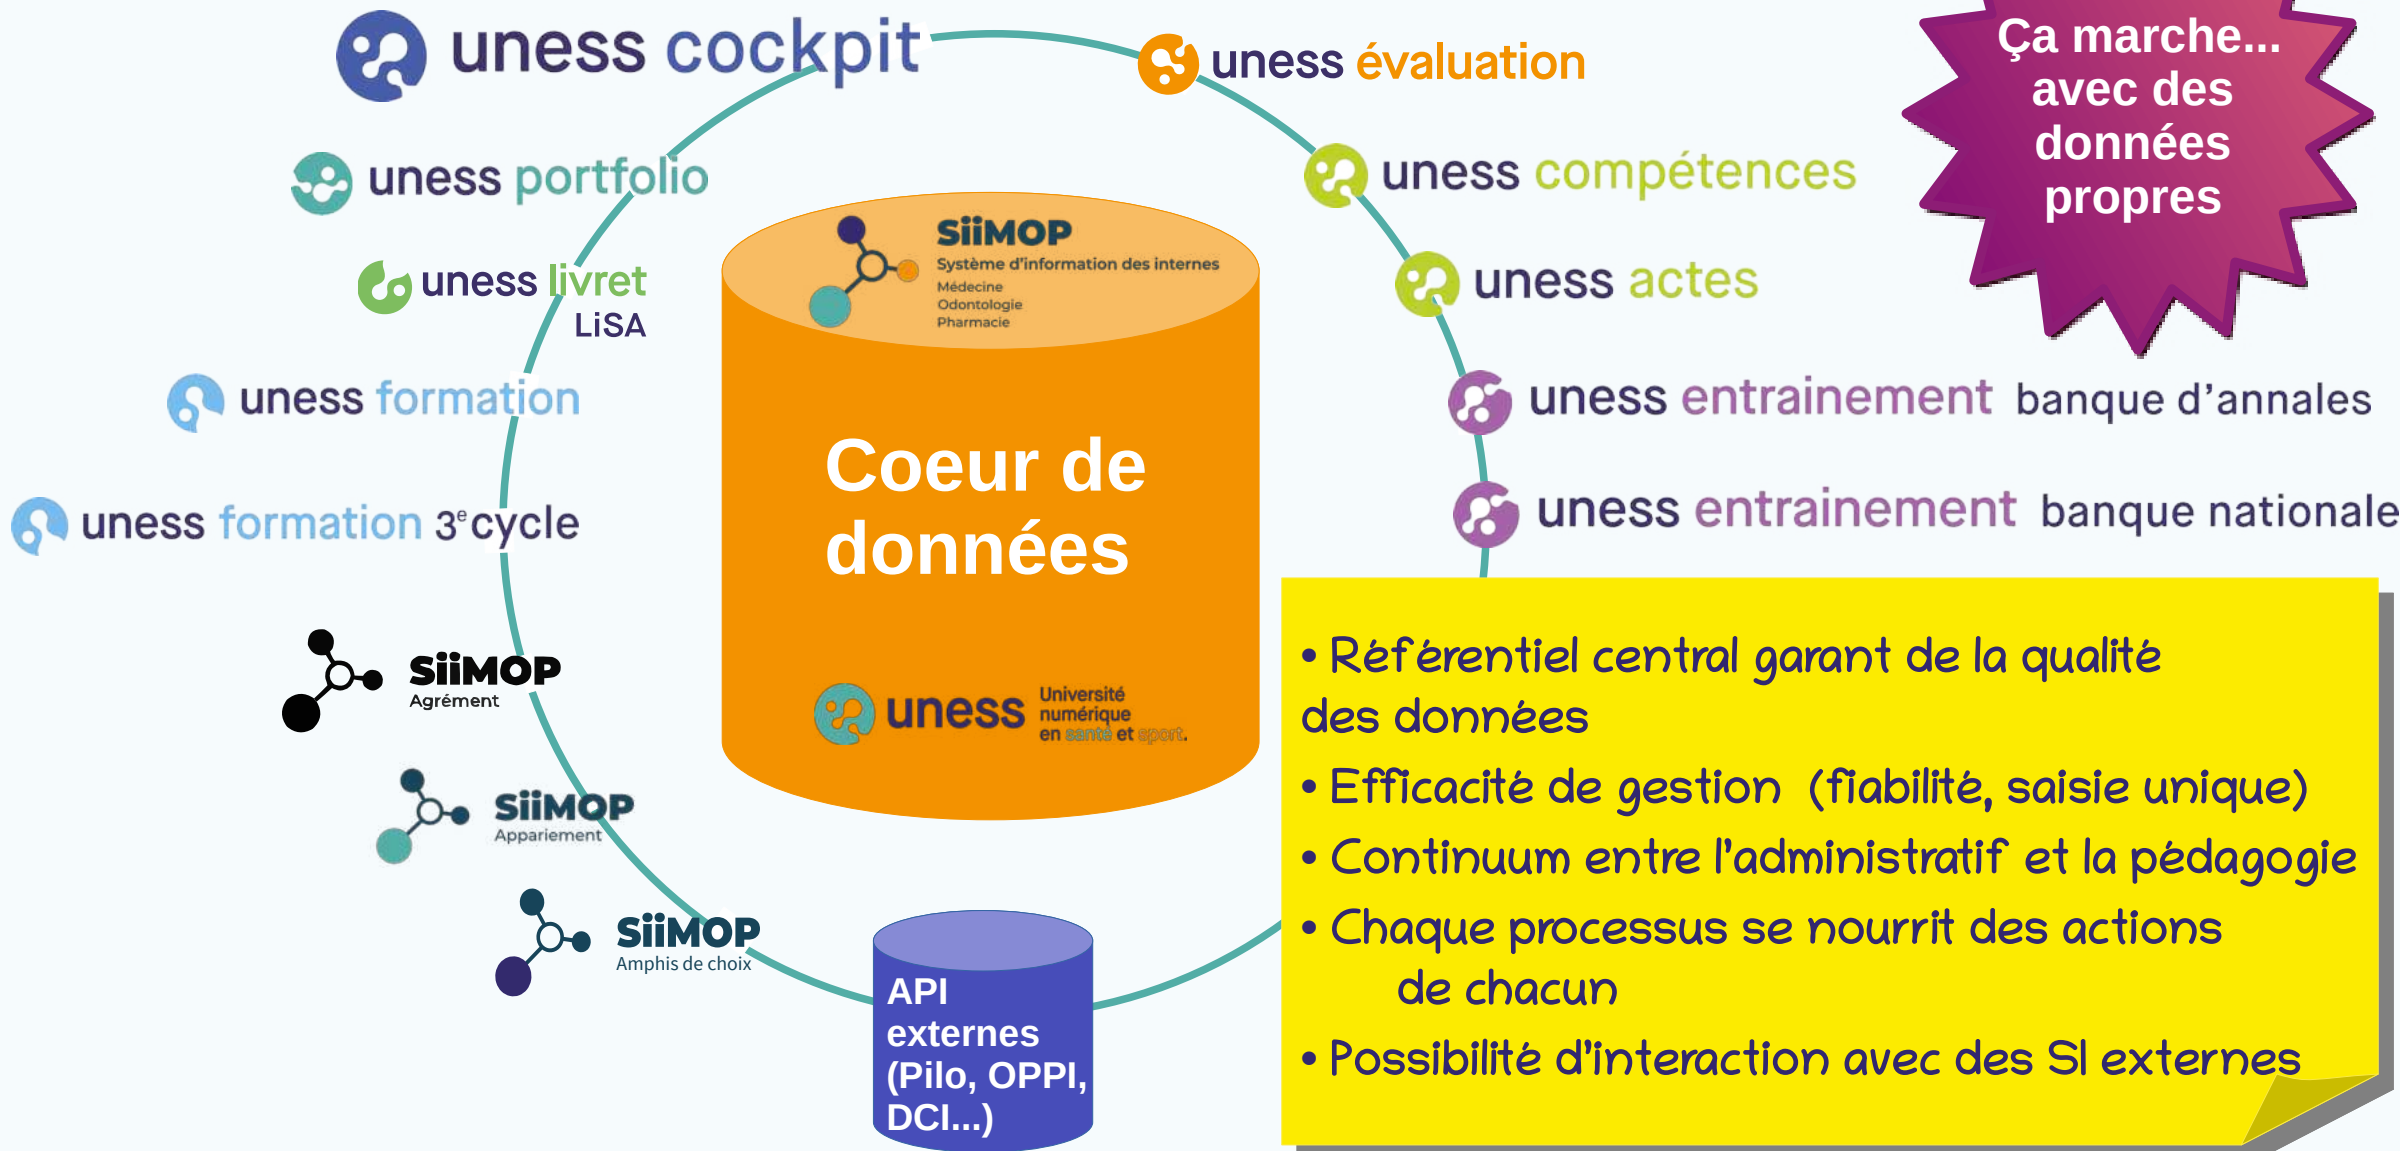 uness cockpit
uness évaluation
Ça marche...
avec des
données
propres
uness portfolio
uness compétences
SiiMOP
Système d'information des internes
Médecine
Odontologie
Pharmacie
uness livret
LiSA
uness actes
uness formation
uness entrainement banque d'annales
Coeur de
données
uness formation 3e cycle
uness entrainement banque nationale
SiiMOP
Agrément
uness
Université
numérique
en santé et sport.
SiiMOP
Appariement
SiiMOP
Amphis de choix
API
externes
(Pilo, OPPI,
DCI...)
• Référentiel central garant de la qualité
des données
• Efficacité de gestion (fiabilité, saisie unique)
• Continuum entre l'administratif et la pédagogie
• Chaque processus se nourrit des actions
de chacun
• Possibilité d'interaction avec des SI externes